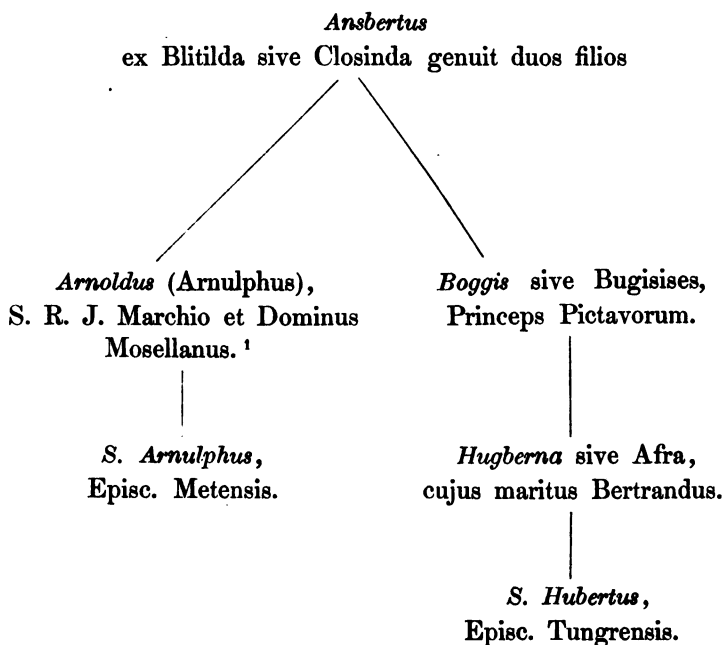 Ansbertus
ex Blitilda sive Closinda genuit duos filios
Arnoldus (Arnulphus),
S. R. J. Marchio et Dominus
Mosellanus. ¹
S. Arnulphus,
Episc. Metensis.
Boggis sive Bugisises,
Princeps Pictavorum.
Hugberna sive Afra,
cujus maritus Bertrandus.
S. Hubertus,
Episc. Tungrensis.